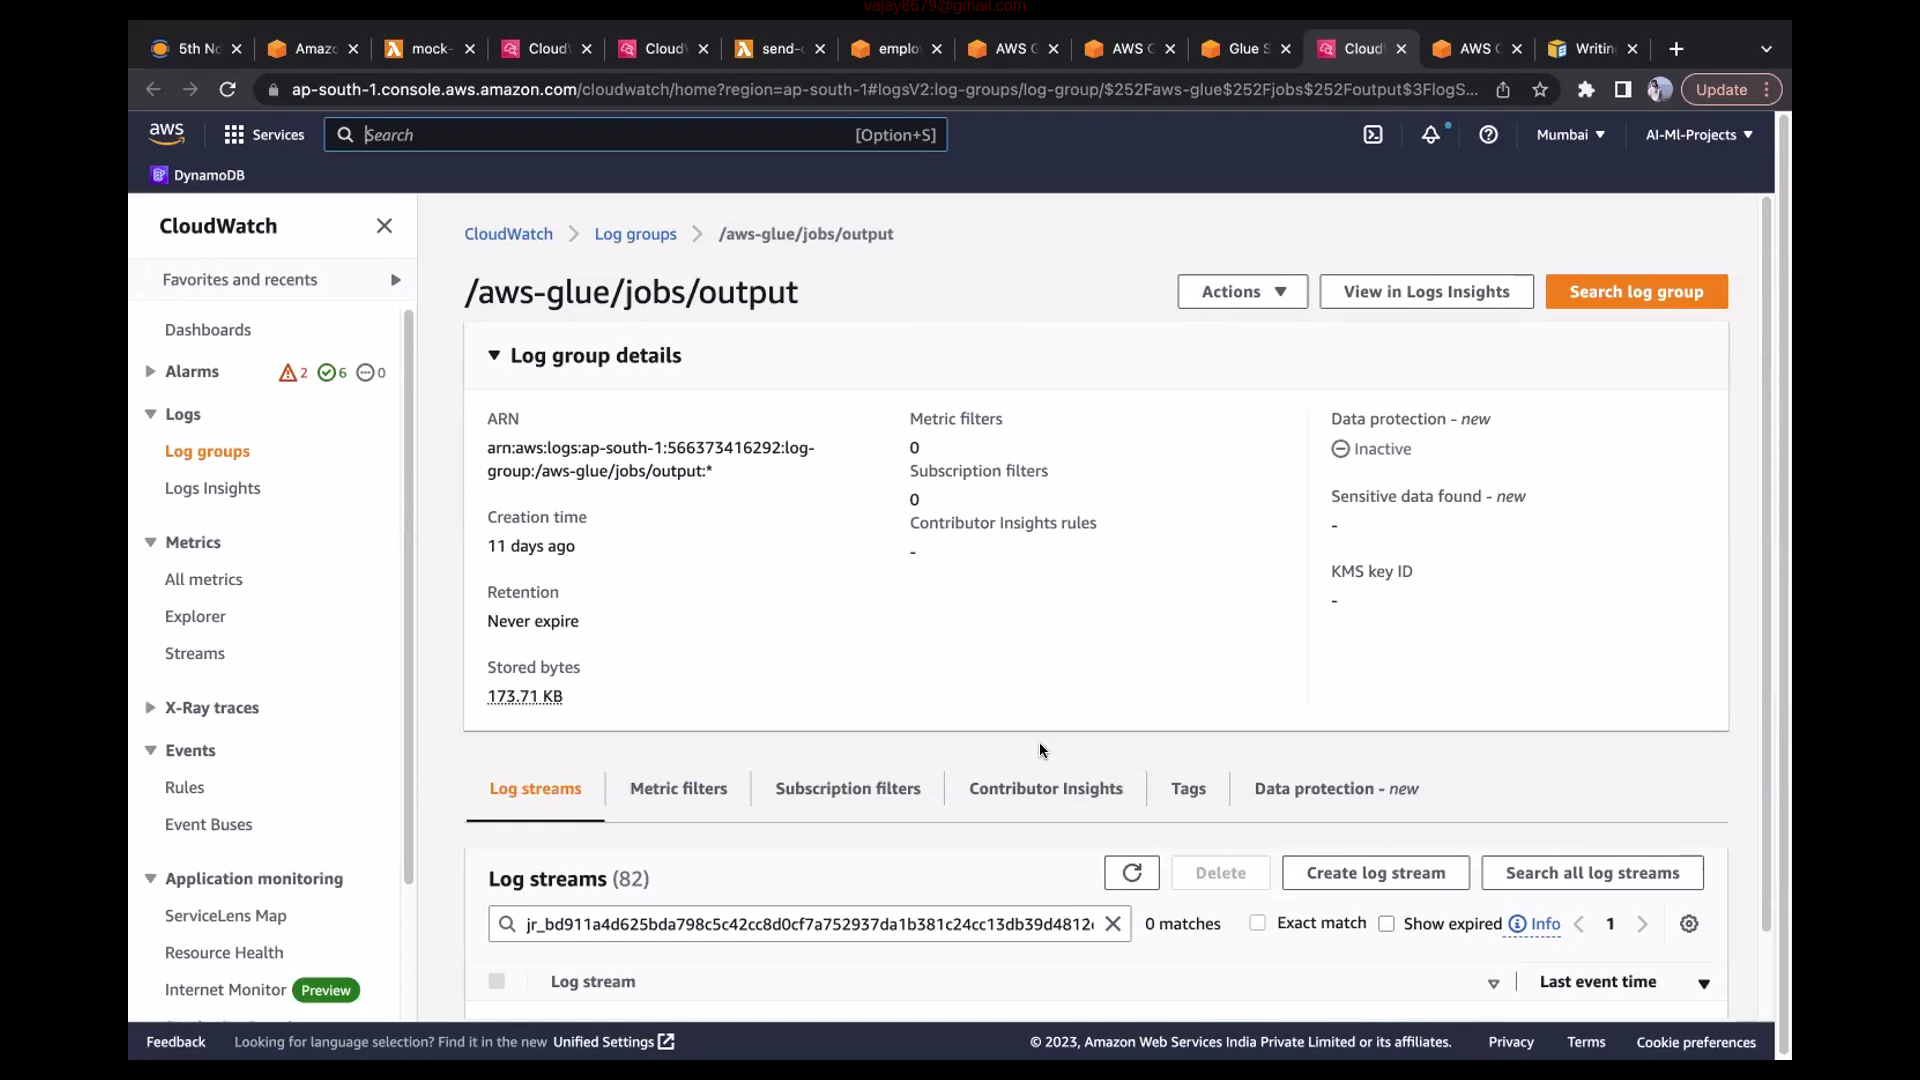 vajay8679@gmail.com
5th No
Amaz
mock-
Cloud
Cloud
send-
emplo
AWS G
AWS
Glue S
Cloud
AWS
Writin
ap-south-1.console.aws.amazon.com/cloudwatch/home?region=ap-south-1#logsV2:log-groups/log-group/$252Faws-glue$252Fjobs$252Foutput$3FlogS...
Update
aws
Services
Search
[Option+S]
Mumbai
AI-Ml-Projects
DynamoDB
CloudWatch
Favorites and recents
Dashboards
Alarms 2 6 0
Logs
Log groups
Logs Insights
Metrics
All metrics
Explorer
Streams
X-Ray traces
Events
Rules
Event Buses
Application monitoring
ServiceLens Map
Resource Health
Internet Monitor Preview
CloudWatch
Log groups
/aws-glue/jobs/output
/aws-glue/jobs/output
Actions
View in Logs Insights
Search log group
Log group details
ARN
arn:aws:logs:ap-south-1:566373416292:log-
group:/aws-glue/jobs/output:*
Creation time
11 days ago
Retention
Never expire
Stored bytes
173.71 KB
Metric filters
0
Subscription filters
0
Contributor Insights rules
-
Data protection - new
Inactive
Sensitive data found - new
-
KMS key ID
-
Log streams
Metric filters
Subscription filters
Contributor Insights
Tags
Data protection - new
Log streams (82)
Delete
Create log stream
Search all log streams
jr_bd911a4d625bda798c5c42cc8d0cf7a752937da1b381c24cc13db39d4812
0 matches
Exact match
Show expired
Info
1
Log stream
Last event time
Feedback
Looking for language selection? Find it in the new Unified Settings
© 2023, Amazon Web Services India Private Limited or its affiliates.
Privacy
Terms
Cookie preferences